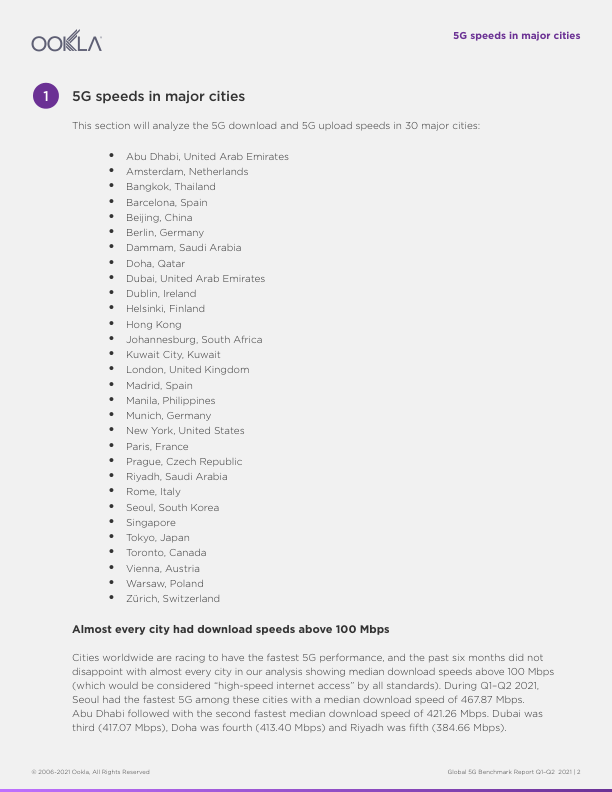 OOKLA
5G speeds in major cities
1
5G speeds in major cities
This section will analyze the 5G download and 5G upload speeds in 30 major cities:
• Abu Dhabi, United Arab Emirates
• Amsterdam, Netherlands
• Bangkok, Thailand
• Barcelona, Spain
• Beijing, China
• Berlin, Germany
• Dammam, Saudi Arabia
• Doha, Qatar
• Dubai, United Arab Emirates
• Dublin, Ireland
• Helsinki, Finland
• Hong Kong
• Johannesburg, South Africa
• Kuwait City, Kuwait
• London, United Kingdom
• Madrid, Spain
• Manila, Philippines
• Munich, Germany
• New York, United States
• Paris, France
• Prague, Czech Republic
• Riyadh, Saudi Arabia
• Rome, Italy
• Seoul, South Korea
• Singapore
• Tokyo, Japan
• Toronto, Canada
• Vienna, Austria
• Warsaw, Poland
• Zürich, Switzerland
Almost every city had download speeds above 100 Mbps
Cities worldwide are racing to have the fastest 5G performance, and the past six months did not
disappoint with almost every city in our analysis showing median download speeds above 100 Mbps
(which would be considered “high-speed internet access” by all standards). During Q1–Q2 2021,
Seoul had the fastest 5G among these cities with a median download speed of 467.87 Mbps.
Abu Dhabi followed with the second fastest median download speed of 421.26 Mbps. Dubai was
third (417.07 Mbps), Doha was fourth (413.40 Mbps) and Riyadh was fifth (384.66 Mbps).
© 2006-2021 Ookla, All Rights Reserved
Global 5G Benchmark Report Q1-Q2 2021 | 2